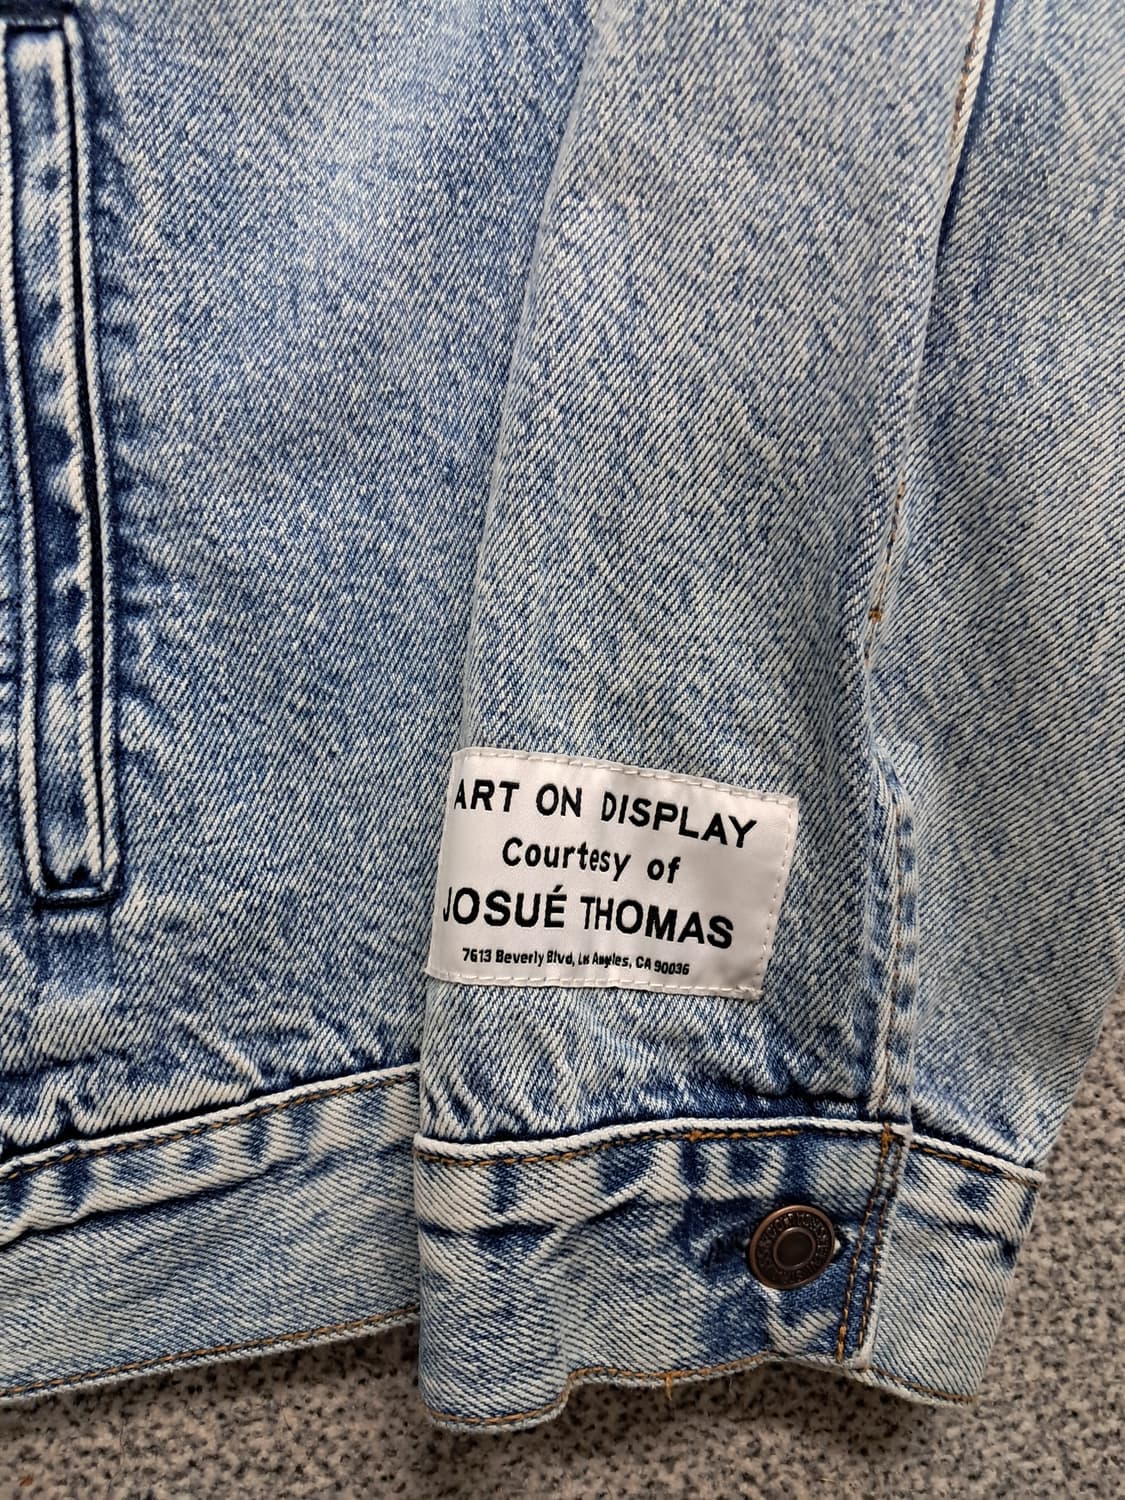 ART ON DISPLAY
Courtesy of
JOSUÉ THOMAS
7613 Beverly Blvd, Los Angeles, CA 90036